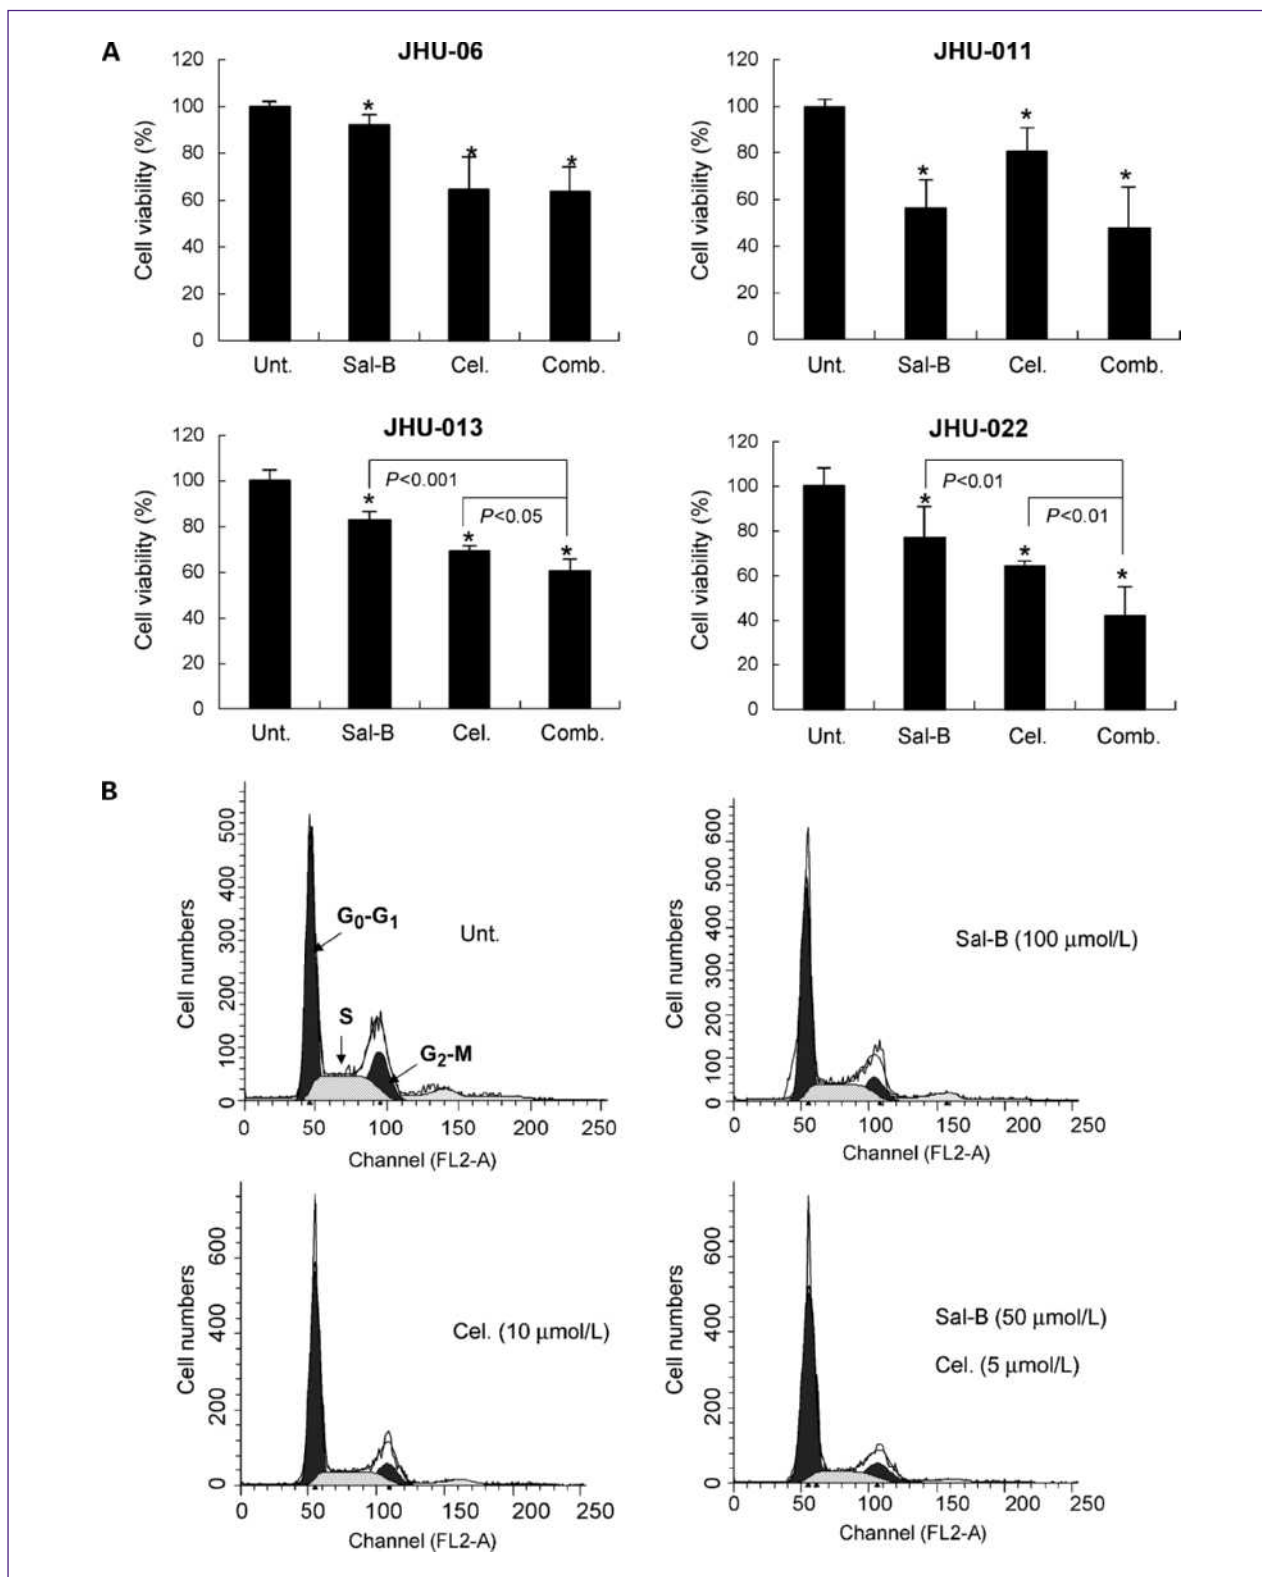 A
JHU-06
120
100
80
60
40
20
0
Cell viability (%)
*
*
*
Unt. Sal-B Cel. Comb.
JHU-011
120
100
80
60
40
20
0
Cell viability (%)
*
*
*
Unt. Sal-B Cel. Comb.
JHU-013
120
100
80
60
40
20
0
Cell viability (%)
P<0.001
P<0.05
*
*
*
Unt. Sal-B Cel. Comb.
JHU-022
120
100
80
60
40
20
0
Cell viability (%)
P<0.01
P<0.01
*
*
*
Unt. Sal-B Cel. Comb.
B
Cell numbers
0 100 200 300 400 500
G0-G1
S
G2-M
Unt.
0 50 100 150 200 250
Channel (FL2-A)
Cell numbers
0 100 200 300 400 500 600
Sal-B (100 μmol/L)
0 50 100 150 200 250
Channel (FL2-A)
Cell numbers
0 200 400 600
Cel. (10 μmol/L)
0 50 100 150 200 250
Channel (FL2-A)
Cell numbers
0 200 400 600
Sal-B (50 μmol/L)
Cel. (5 μmol/L)
0 50 100 150 200 250
Channel (FL2-A)